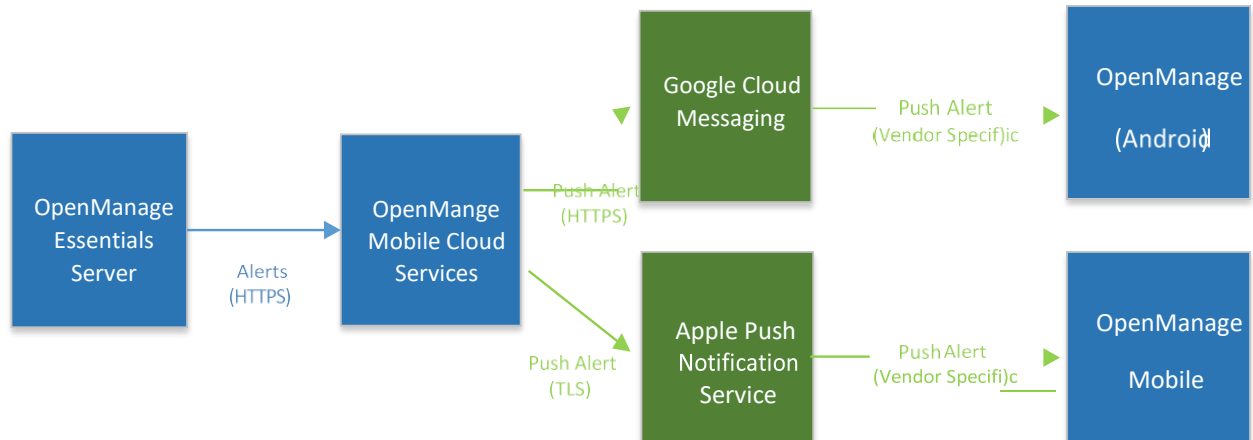 OpenManage
Essentials
Server
Alerts
(HTTPS)
OpenMange
Mobile Cloud
Services
Push Alert
(HTTPS)
Push Alert
(TLS)
Google Cloud
Messaging
Apple Push
Notification
Service
Push Alert
(Vendor Specif)ic
Push Alert
(Vendor Specifi)c
OpenManage
(Android)
OpenManage
Mobile